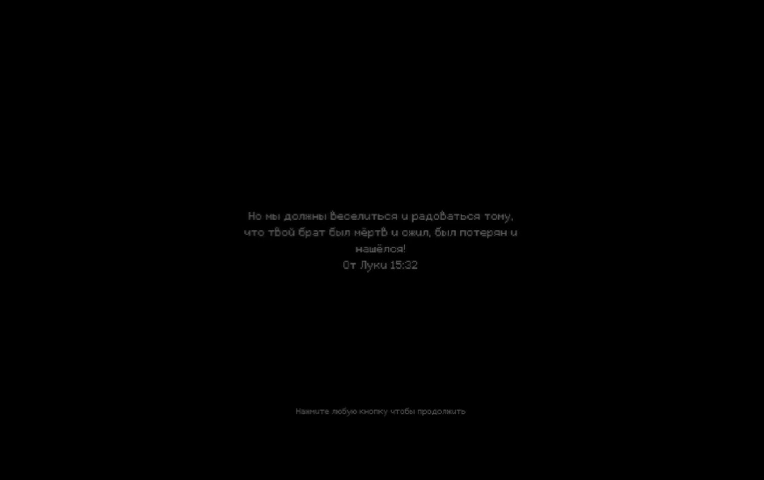 Но мы должны веселиться и радоваться тому,
что твой брат был мёртв и ожил, был потерян и
нашёлся!
От Луки 15:32
Нажмите любую кнопку чтобы продолжить